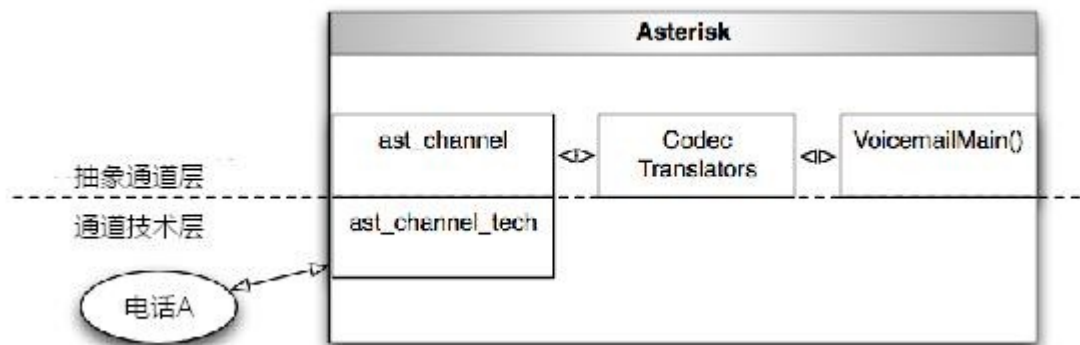 Asterisk
ast_channel
Codec
Translators
VoicemailMain()
抽象通道层
通道技术层
ast_channel_tech
电话A